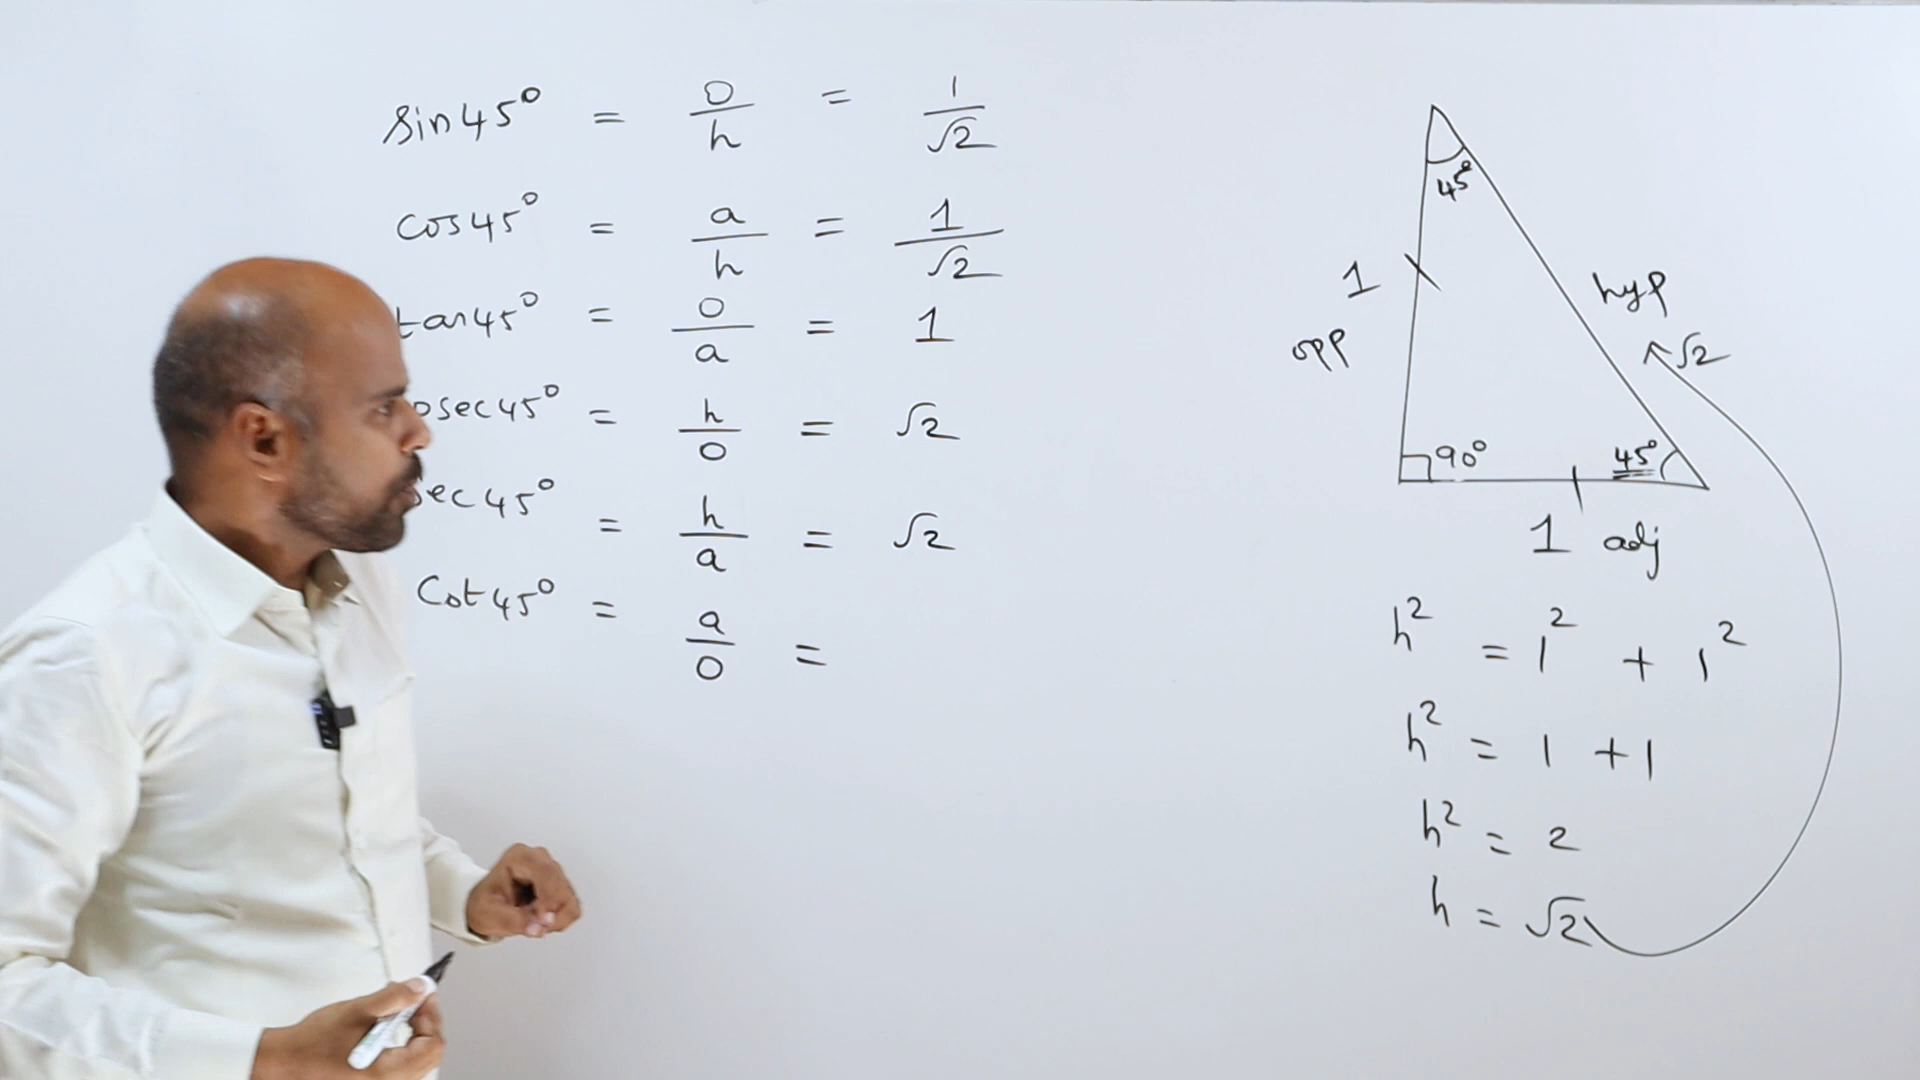 sin45° = o/h = 1/√2
cos45° = a/h = 1/√2
tan45° = o/a = 1
osec45° = h/o = √2
sec45° = h/a = √2
Cot45° = a/o =
45°
1
opp
hyp
√2
90°
45°
1 adj
h² = 1² + 1²
h² = 1 + 1
h² = 2
h = √2